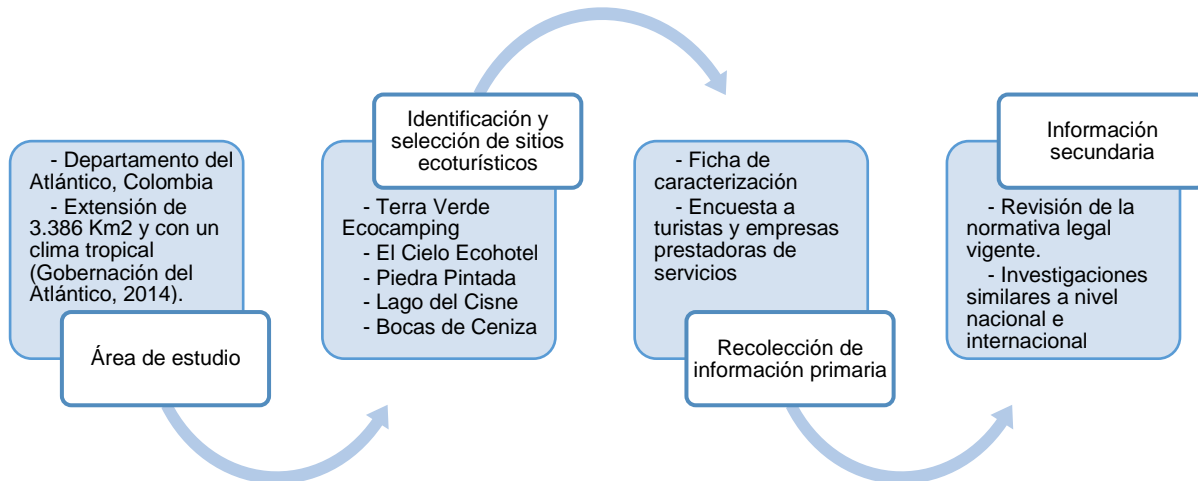 - Departamento del
Atlántico, Colombia
- Extensión de
3.386 Km2 y con un
clima tropical
(Gobernación del
Atlántico, 2014).
Área de estudio
Identificación y
selección de sitios
ecoturísticos
- Terra Verde
Ecocamping
- El Cielo Ecohotel
- Piedra Pintada
- Lago del Cisne
- Bocas de Ceniza
- Ficha de
caracterización
- Encuesta a
turistas y empresas
prestadoras de
servicios
Recolección de
información primaria
Información
secundaria
- Revisión de la
normativa legal
vigente.
- Investigaciones
similares a nivel
nacional e
internacional